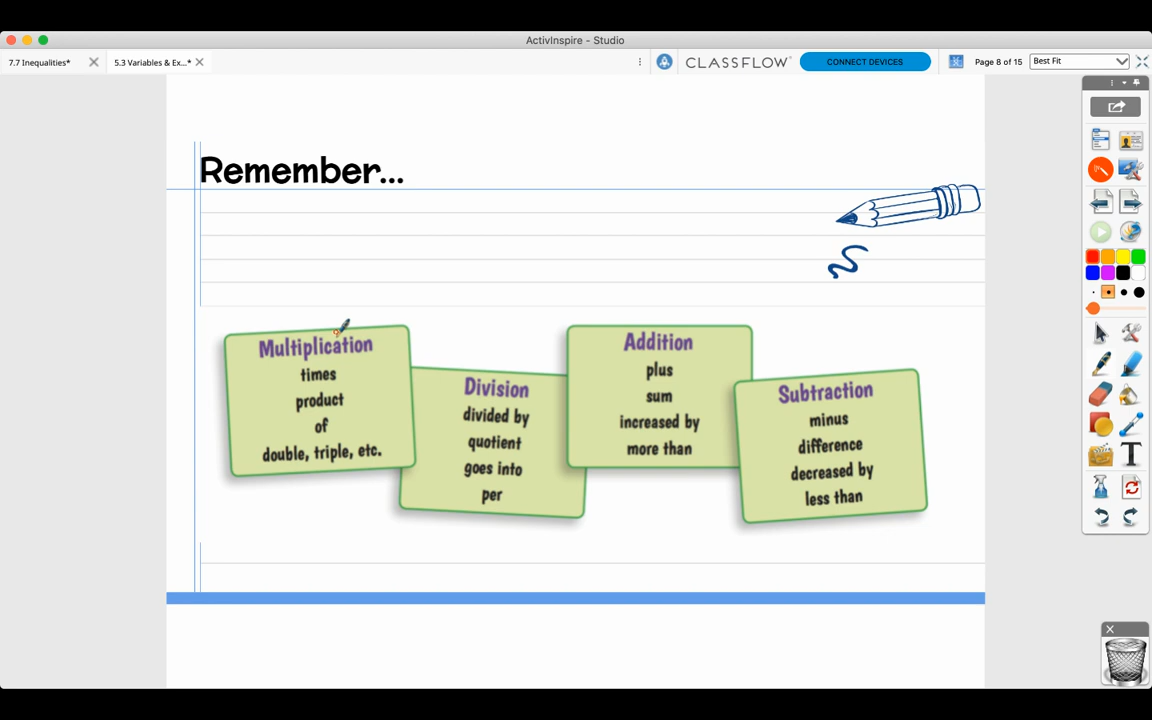 ActivInspire - Studio
7.7 Inequalities*
5.3 Variables & Ex...*
CLASSFLOW
CONNECT DEVICES
Page 8 of 15
Best Fit
Remember...
Multiplication
times
product
of
double, triple, etc.
Division
divided by
quotient
goes into
per
Addition
plus
sum
increased by
more than
Subtraction
minus
difference
decreased by
less than